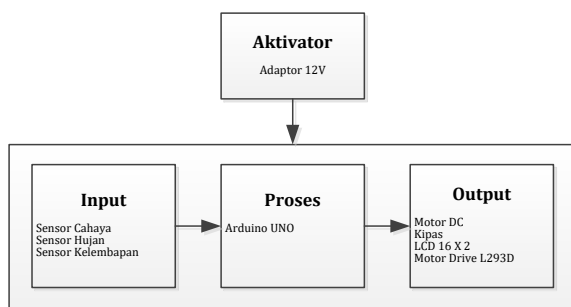 Aktivator
Adaptor 12V
Input
Sensor Cahaya
Sensor Hujan
Sensor Kelembapan
Proses
Arduino UNO
Output
Motor DC
Kipas
LCD 16 X 2
Motor Drive L293D